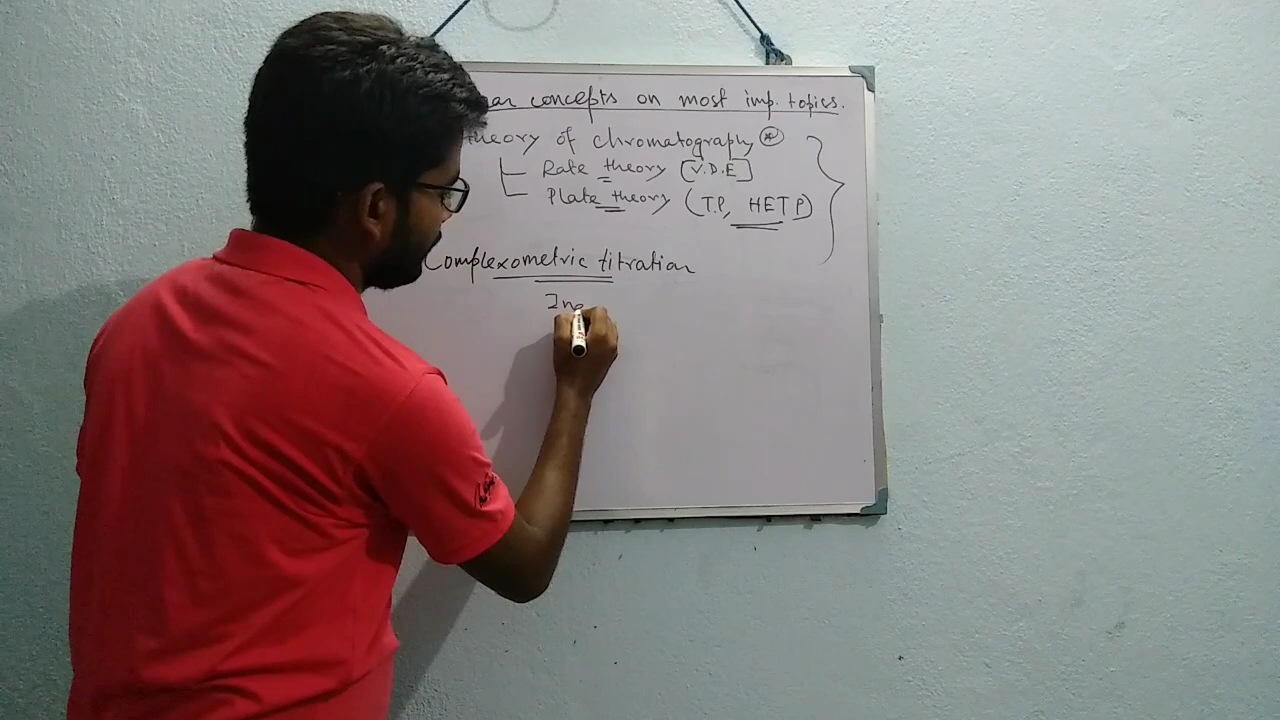 concepts on most imp. topics.
theory of chromatography *
Rate theory [V.D.E]
Plate theory (T.P, HETP)
Complexometric titration
In